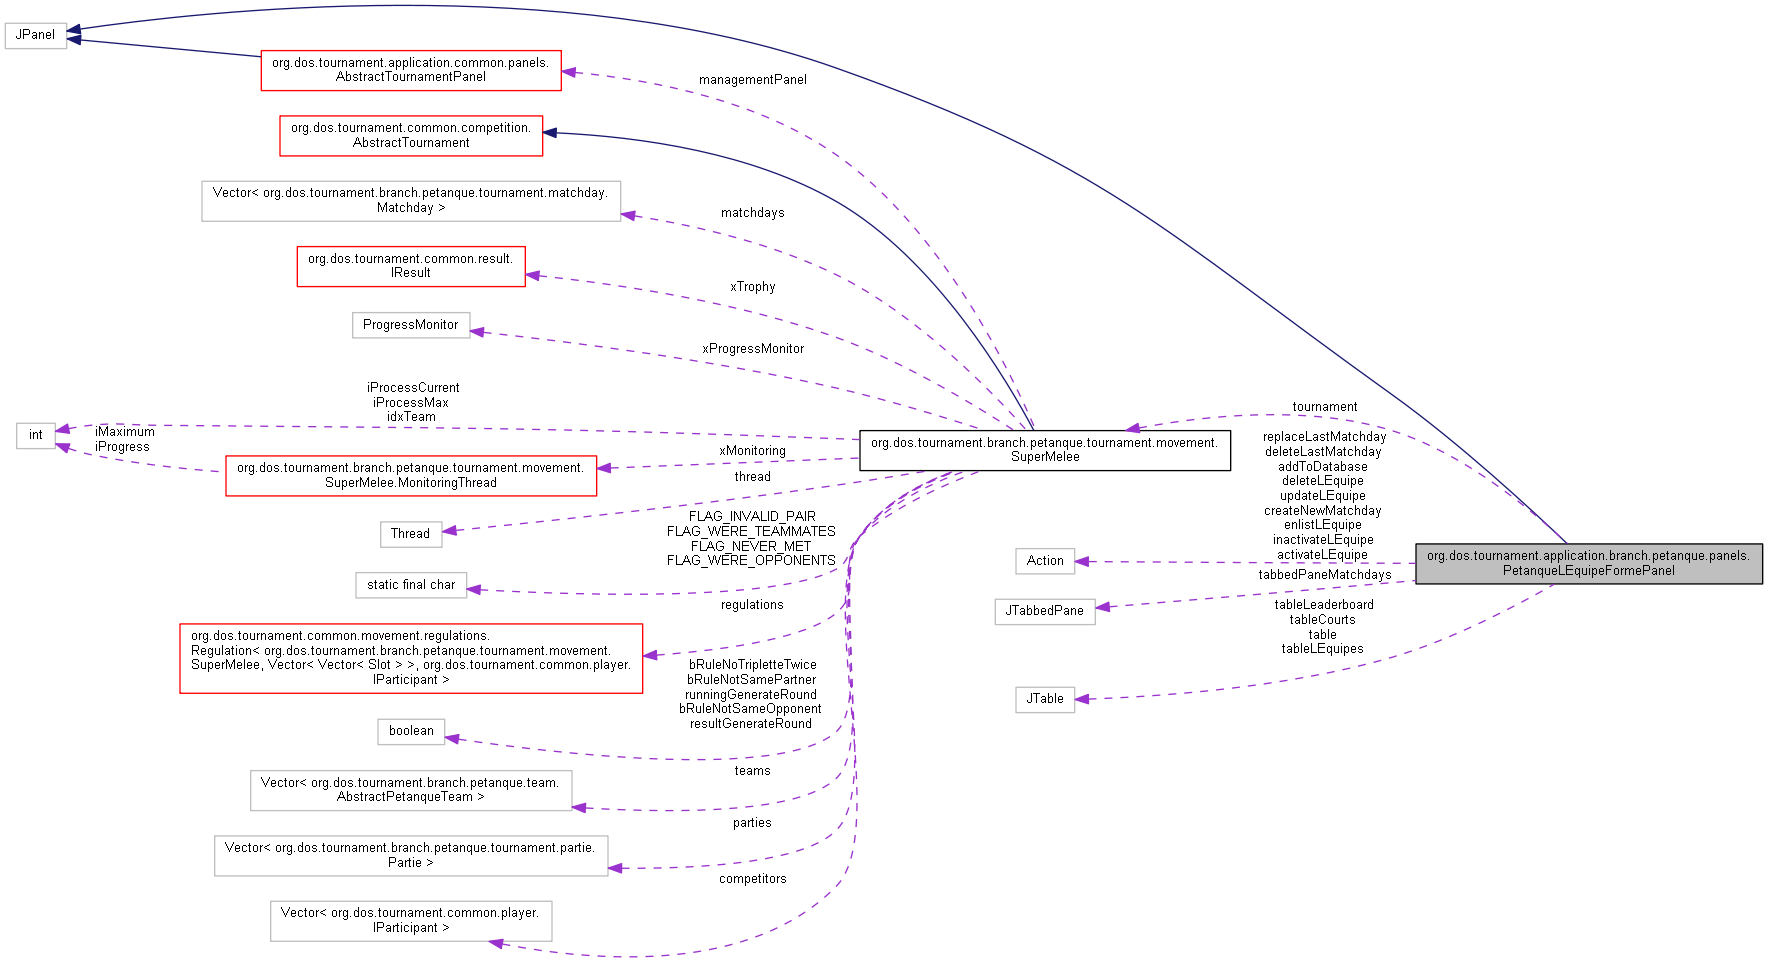 JPanel
org.dos.tournament.application.common.panels.
AbstractTournamentPanel
managementPanel
org.dos.tournament.common.competition.
AbstractTournament
Vector< org.dos.tournament.branch.petanque.tournament.matchday.
Matchday >
matchdays
org.dos.tournament.common.result.
IResult
xTrophy
ProgressMonitor
xProgressMonitor
iProcessCurrent
iProcessMax
idxTeam
int
iMaximum
iProgress
org.dos.tournament.branch.petanque.tournament.movement.
SuperMelee.MonitoringThread
xMonitoring
thread
Thread
org.dos.tournament.branch.petanque.tournament.movement.
SuperMelee
tournament
replaceLastMatchday
deleteLastMatchday
addToDatabase
deleteLEquipe
updateLEquipe
createNewMatchday
enlistLEquipe
inactivateLEquipe
activateLEquipe
Action
org.dos.tournament.application.branch.petanque.panels.
PetanqueLEquipeFormePanel
tabbedPaneMatchdays
JTabbedPane
tableLeaderboard
tableCourts
table
tableLEquipes
JTable
FLAG_INVALID_PAIR
FLAG_WERE_TEAMMATES
FLAG_NEVER_MET
FLAG_WERE_OPPONENTS
static final char
regulations
org.dos.tournament.common.movement.regulations.
Regulation< org.dos.tournament.branch.petanque.tournament.movement.
SuperMelee, Vector< Vector< Slot > >, org.dos.tournament.common.player.
IParticipant >
bRuleNoTripletteTwice
bRuleNotSamePartner
runningGenerateRound
bRuleNotSameOpponent
resultGenerateRound
boolean
teams
Vector< org.dos.tournament.branch.petanque.team.
AbstractPetanqueTeam >
parties
Vector< org.dos.tournament.branch.petanque.tournament.partie.
Partie >
competitors
Vector< org.dos.tournament.common.player.
IParticipant >